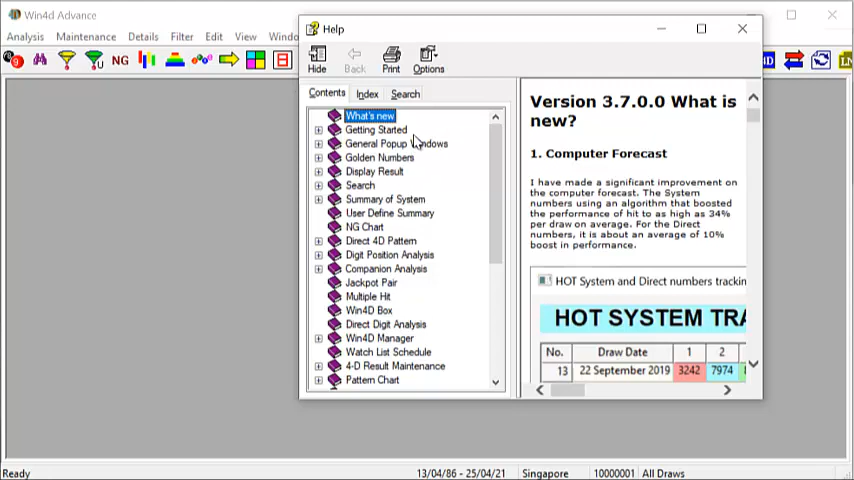 Win4d Advance
Analysis Maintenance Details Filter Edit View Windo
NG
Help
Hide Back Print Options
Contents Index Search
What's new
Getting Started
General Popup Windows
Golden Numbers
Display Result
Search
Summary of System
User Define Summary
NG Chart
Direct 4D Pattern
Digit Position Analysis
Companion Analysis
Jackpot Pair
Multiple Hit
Win4D Box
Direct Digit Analysis
Win4D Manager
Watch List Schedule
4-D Result Maintenance
Pattern Chart
Version 3.7.0.0 What is
new?
1. Computer Forecast
I have made a significant improvement on
the computer forecast. The System
numbers using an algorithm that boosted
the performance of hit to as high as 34%
per draw on average. For the Direct
numbers, it is about an average of 10%
boost in performance.
HOT System and Direct numbers trackin
HOT SYSTEM TRA
No. Draw Date 1 2
13 22 September 2019 3242 7974
Ready 13/04/86 - 25/04/21 Singapore 10000001 All Draws